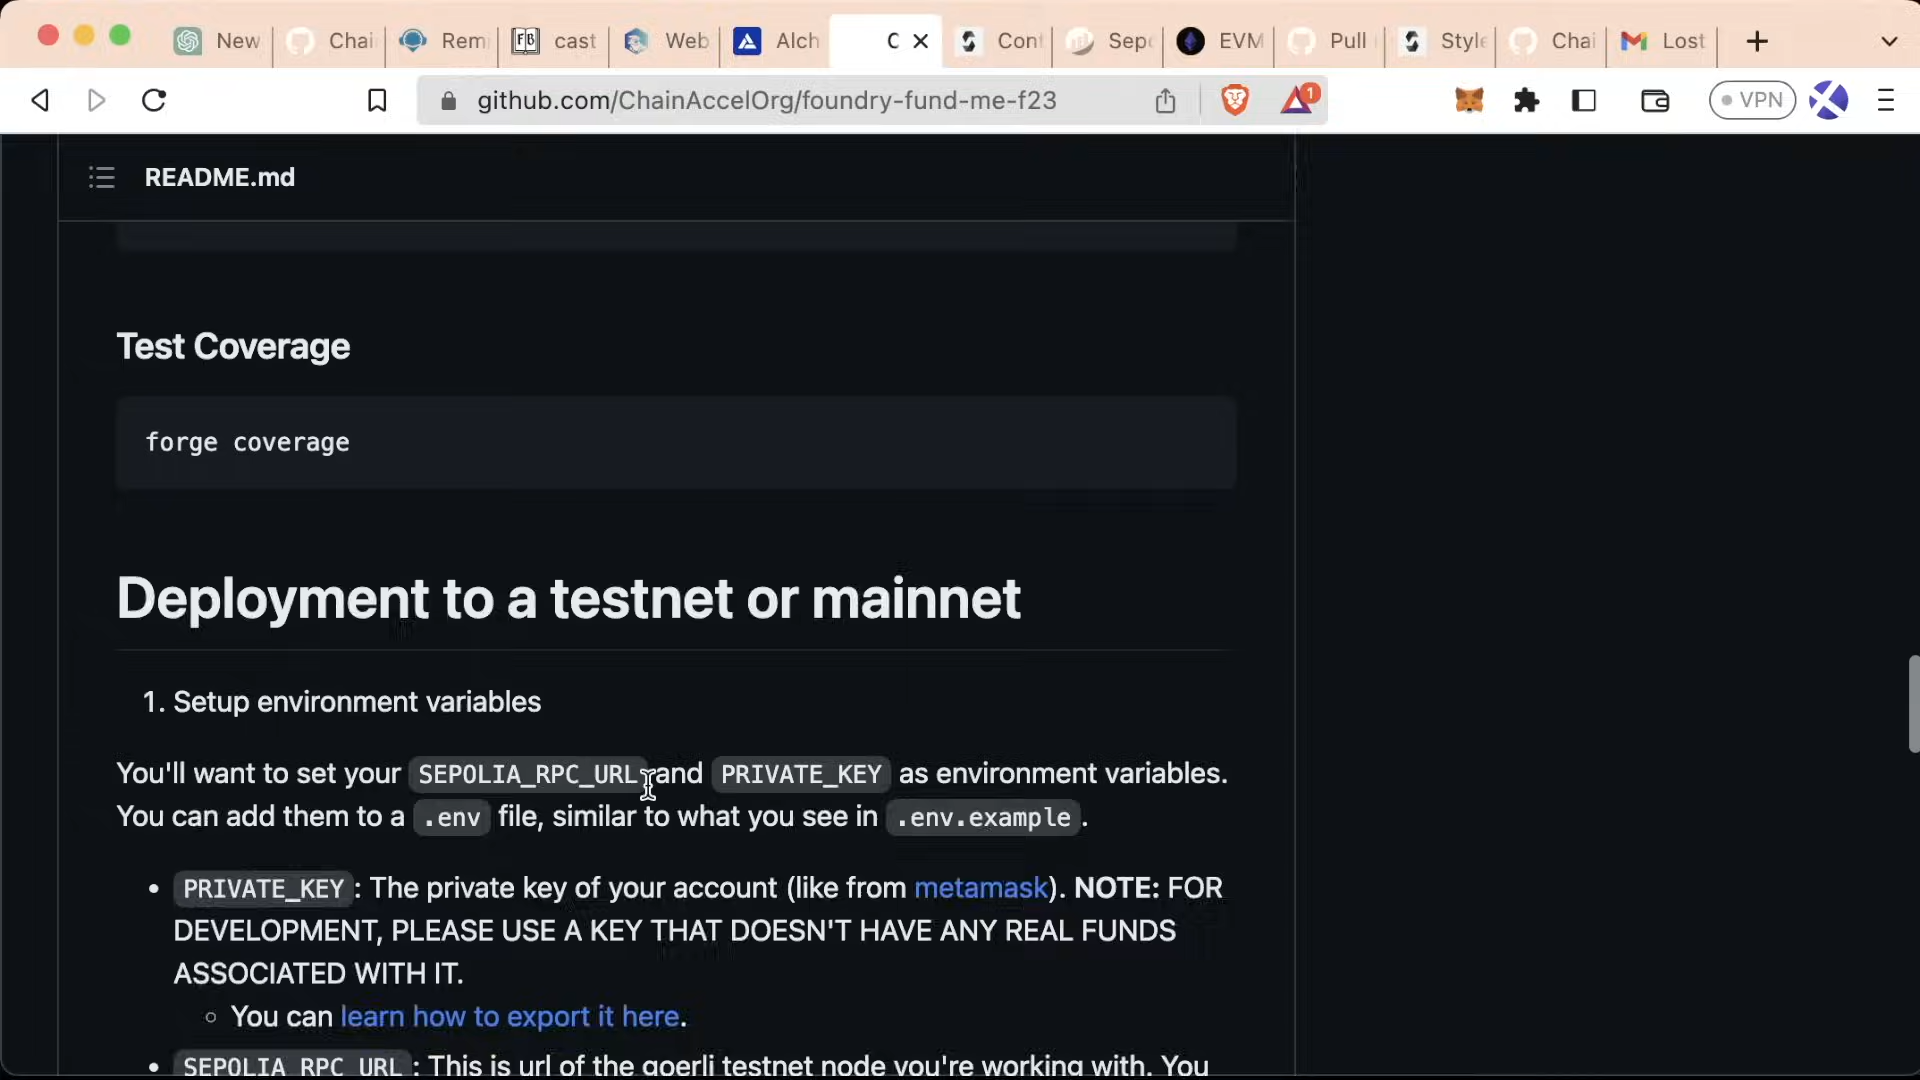 New
Chai
Rem
cast
Web
Alch
C
Cont
Sepo
EVM
Pull
Style
Chai
Lost
github.com/ChainAccelOrg/foundry-fund-me-f23
1
VPN
README.md
Test Coverage
forge coverage
Deployment to a testnet or mainnet
1. Setup environment variables
You'll want to set your SEPOLIA_RPC_URL and PRIVATE_KEY as environment variables.
You can add them to a .env file, similar to what you see in .env.example.
• PRIVATE_KEY: The private key of your account (like from metamask). NOTE: FOR
DEVELOPMENT, PLEASE USE A KEY THAT DOESN'T HAVE ANY REAL FUNDS
ASSOCIATED WITH IT.
◦ You can learn how to export it here.
• SEPOLIA_RPC_URL: This is url of the goerli testnet node you're working with. You